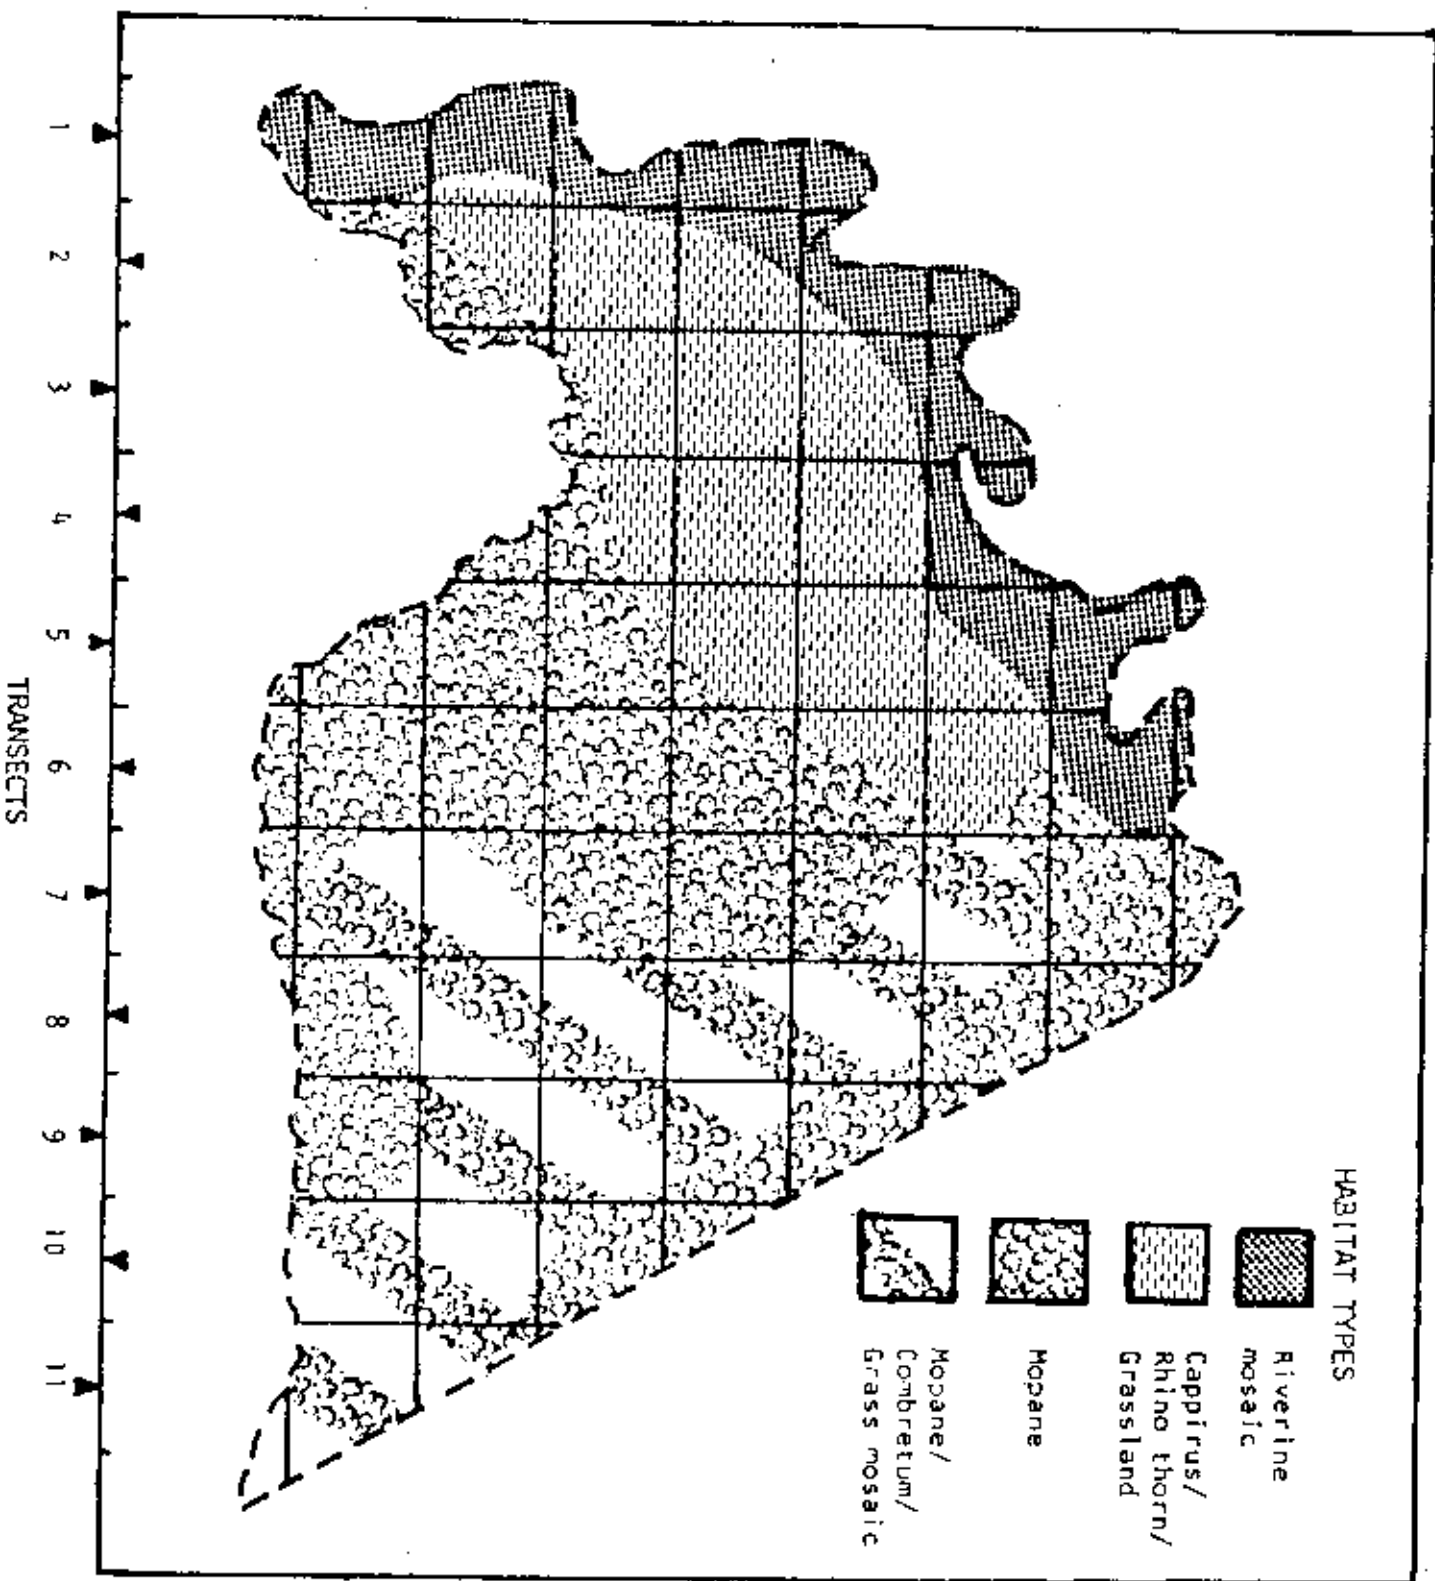 HABITAT TYPES
Riverine
mosaic
Cappirus/
Rhino thorn/
Grassland
Mopane
Mopane/
Combretum/
Grass mosaic
1
2
3
4
5
6
7
8
9
10
11
TRANSECTS